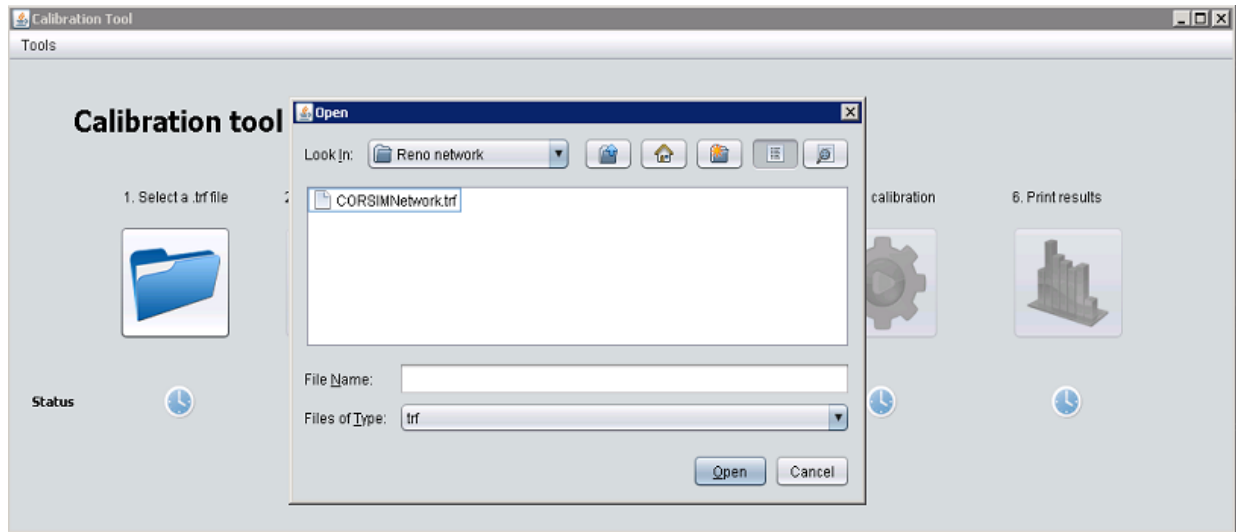 Calibration Tool
Tools
Calibration tool
Open
Look In:
Reno network
CORSIMNetwork.trf
1. Select a .trf file
calibration
6. Print results
File Name:
Files of Type:
trf
Status
Open
Cancel